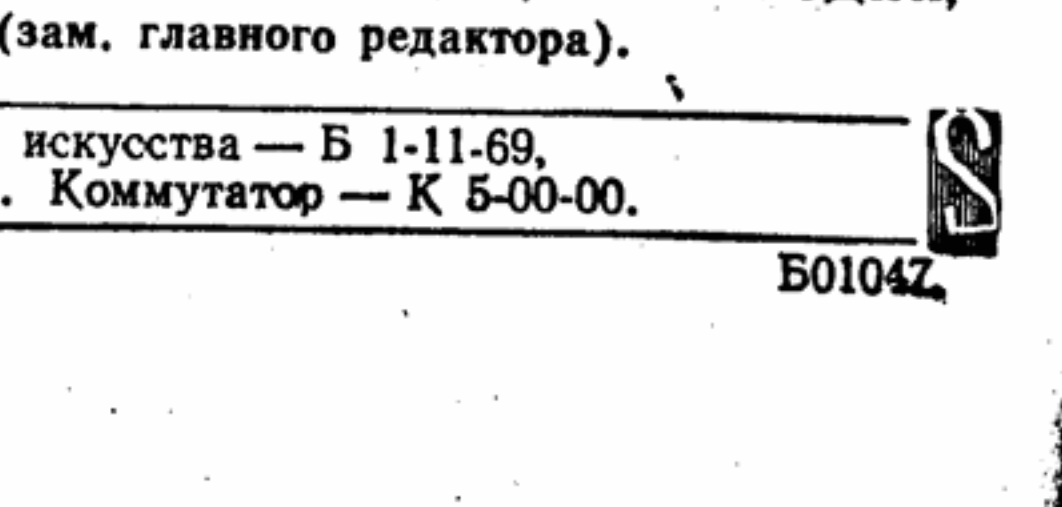 (зам. главного редактора).
искусства — Б 1-11-69,
. Коммутатор — К 5-00-00.
Б01047.